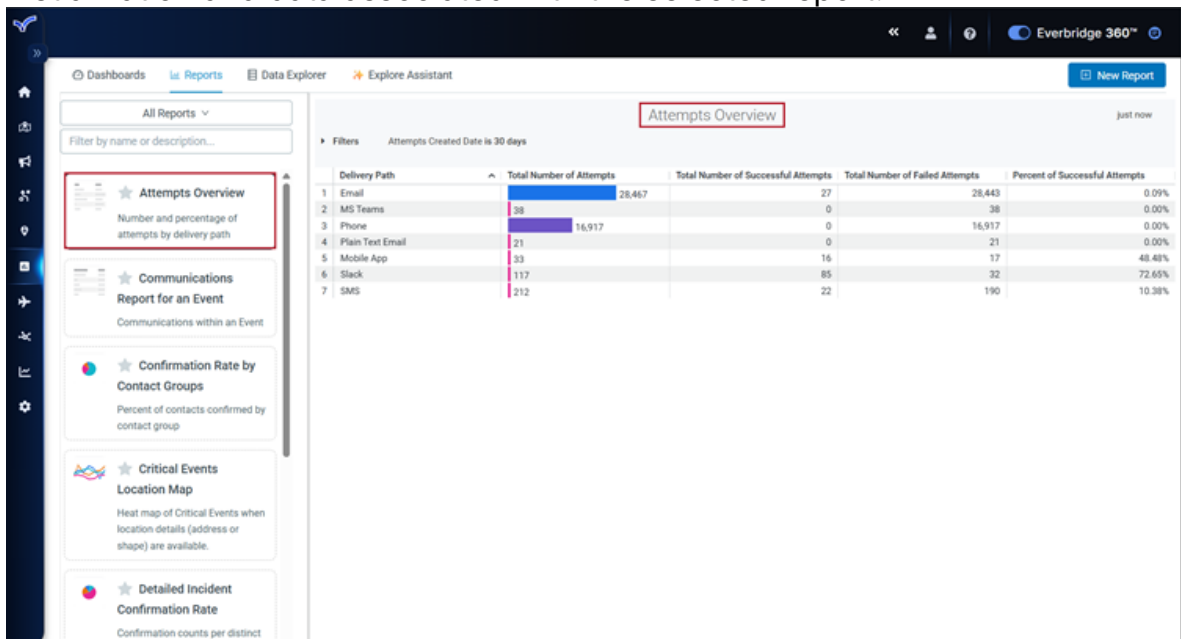 Everbridge 360™
Dashboards Reports Data Explorer Explore Assistant New Report
All Reports
Filter by name or description...
Attempts Overview
Number and percentage of
attempts by delivery path
Communications
Report for an Event
Communications within an Event
Confirmation Rate by
Contact Groups
Percent of contacts confirmed by
contact group
Critical Events
Location Map
Heat map of Critical Events when
location details (address or
shape) are available.
Detailed Incident
Confirmation Rate
Confirmation counts per distinct
Attempts Overview just now
Filters Attempts Created Date is 30 days
Delivery Path Total Number of Attempts Total Number of Successful Attempts Total Number of Failed Attempts Percent of Successful Attempts
1 Email 28,467 27 28,443 0.09%
2 MS Teams 38 0 38 0.00%
3 Phone 16,917 0 16,917 0.00%
4 Plain Text Email 21 0 21 0.00%
5 Mobile App 33 16 17 48.48%
6 Slack 117 85 32 72.65%
7 SMS 212 22 190 10.38%